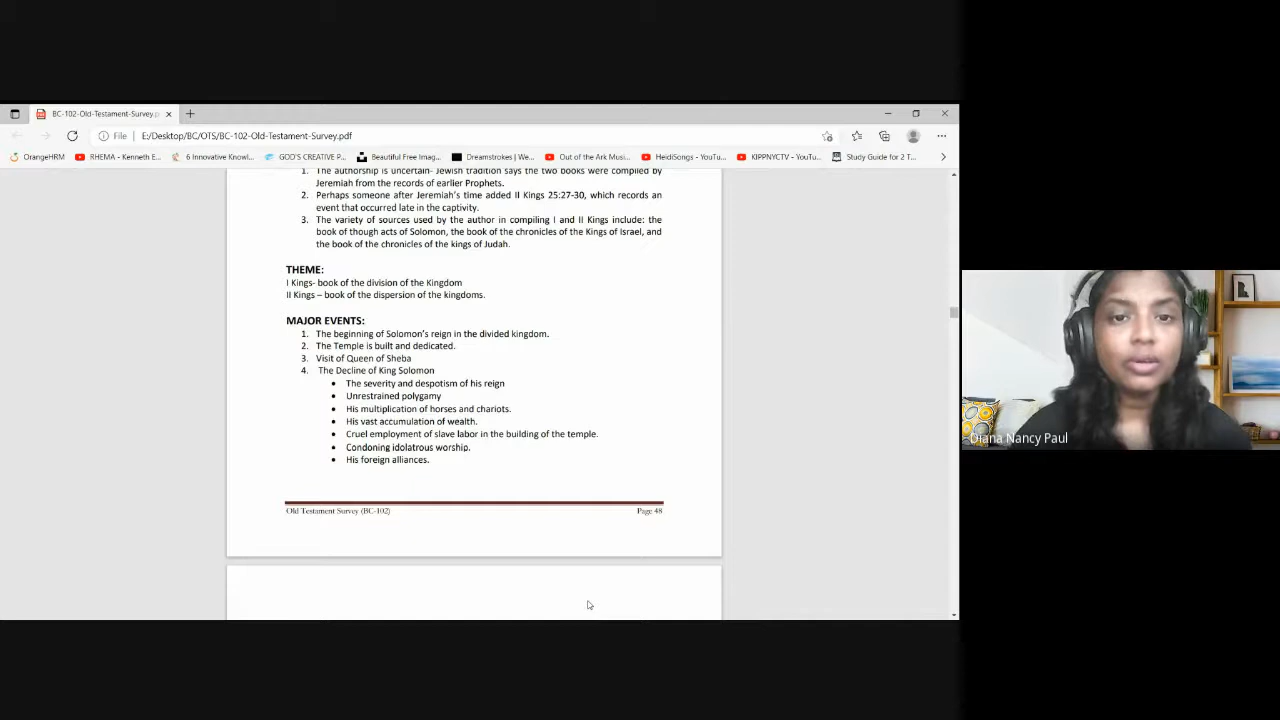 BC-102-Old-Testament-Survey.p
File
E:/Desktop/BC/OTS/BC-102-Old-Testament-Survey.pdf
OrangeHRM
RHEMA - Kenneth E...
6 Innovative Knowl...
GOD'S CREATIVE P...
Beautiful Free Imag...
Dreamstrokes | We...
Out of the Ark Musi...
HeidiSongs - YouTu...
KIPPNYCTV - YouTu...
Study Guide for 2 T...
1. The authorship is uncertain- Jewish tradition says the two books were compiled by
Jeremiah from the records of earlier Prophets.
2. Perhaps someone after Jeremiah's time added II Kings 25:27-30, which records an
event that occurred late in the captivity.
3. The variety of sources used by the author in compiling I and II Kings include: the
book of though acts of Solomon, the book of the chronicles of the Kings of Israel, and
the book of the chronicles of the kings of Judah.
THEME:
I Kings- book of the division of the Kingdom
II Kings – book of the dispersion of the kingdoms.
MAJOR EVENTS:
1. The beginning of Solomon's reign in the divided kingdom.
2. The Temple is built and dedicated.
3. Visit of Queen of Sheba
4. The Decline of King Solomon
• The severity and despotism of his reign
• Unrestrained polygamy
• His multiplication of horses and chariots.
• His vast accumulation of wealth.
• Cruel employment of slave labor in the building of the temple.
• Condoning idolatrous worship.
• His foreign alliances.
Old Testament Survey (BC-102)
Page 48
Diana Nancy Paul